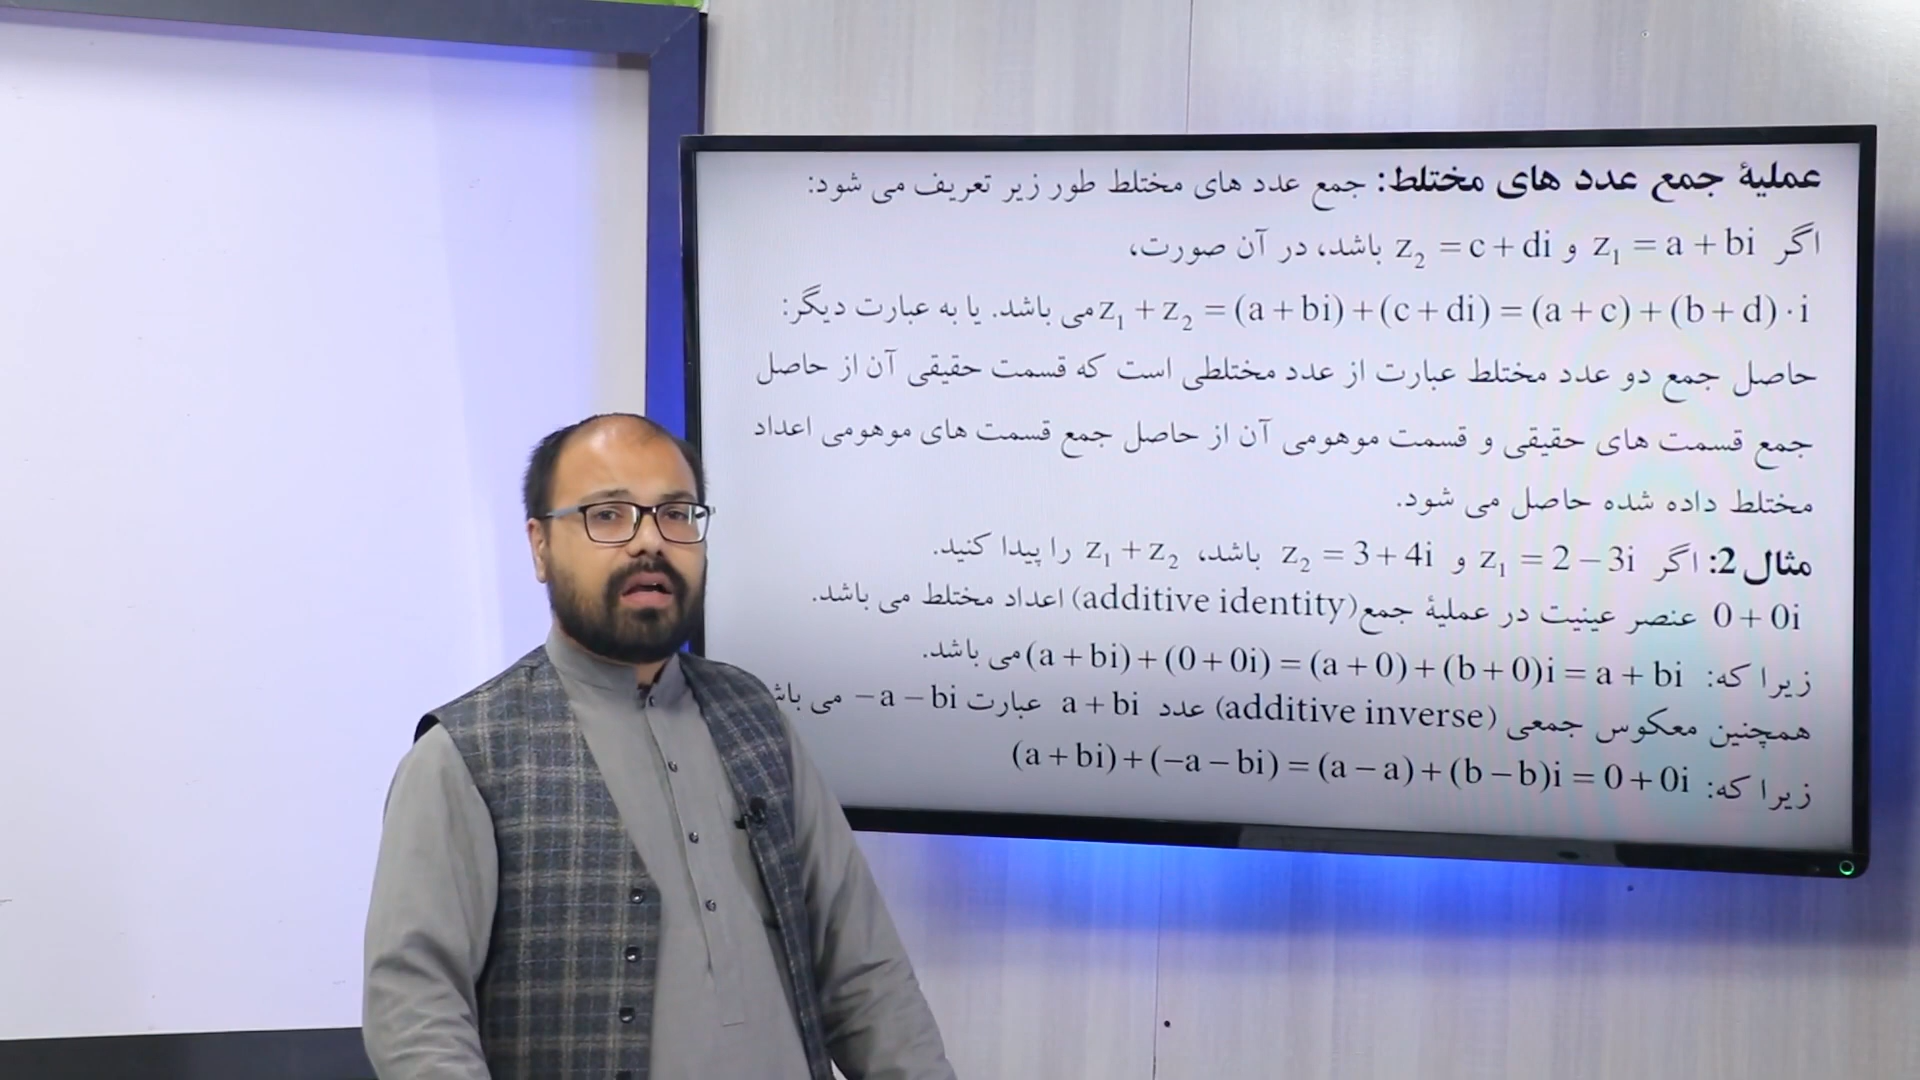 عملیۀ جمع عدد های مختلط: جمع عدد های مختلط طور زیر تعریف می شود:
اگر z₁ = a + bi و z₂ = c + di باشد، در آن صورت،
z₁ + z₂ = (a + bi) + (c + di) = (a + c) + (b + d) · i می باشد. یا به عبارت دیگر:
حاصل جمع دو عدد مختلط عبارت از عدد مختلطی است که قسمت حقیقی آن از حاصل
جمع قسمت های حقیقی و قسمت موهومی آن از حاصل جمع قسمت های موهومی اعداد
مختلط داده شده حاصل می شود.
مثال 2: اگر z₁ = 2 − 3i و z₂ = 3 + 4i باشد، z₁ + z₂ را پیدا کنید.
0 + 0i عنصر عینیت در عملیۀ جمع (additive identity) اعداد مختلط می باشد.
زیرا که: (a + bi) + (0 + 0i) = (a + 0) + (b + 0)i = a + bi می باشد.
همچنین معکوس جمعی (additive inverse) عدد a + bi عبارت −a − bi می
زیرا که: (a + bi) + (−a − bi) = (a − a) + (b − b)i = 0 + 0i